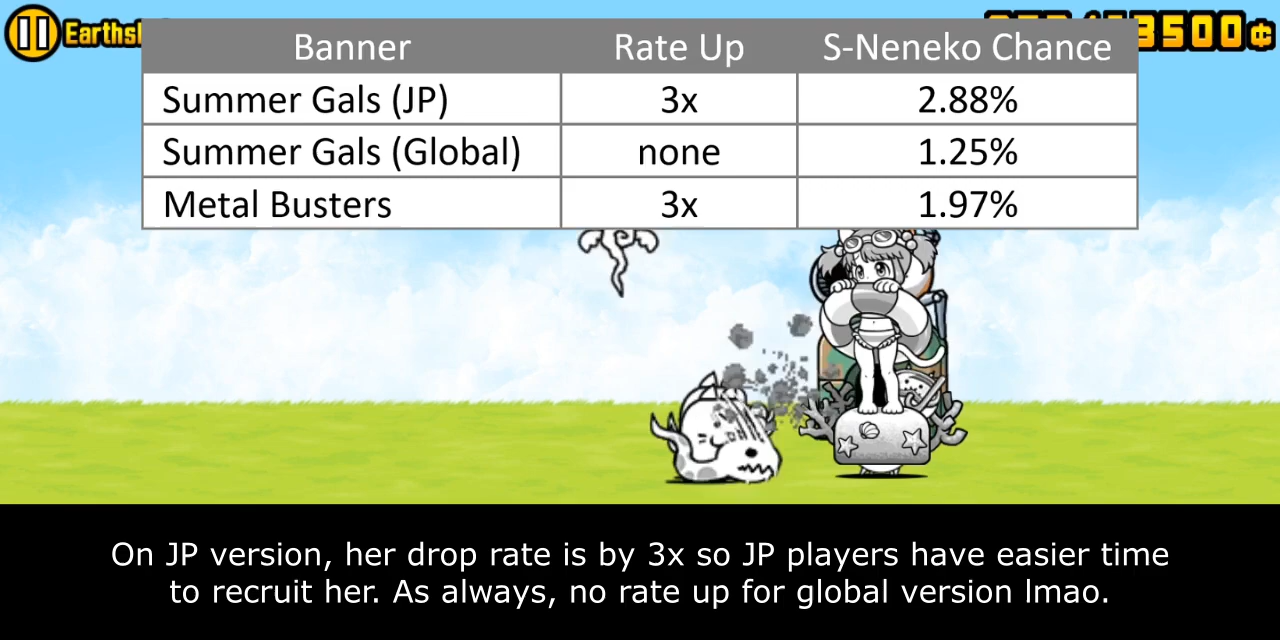 Banner Rate Up S-Neneko Chance
Summer Gals (JP) 3x 2.88%
Summer Gals (Global) none 1.25%
Metal Busters 3x 1.97%
On JP version, her drop rate is by 3x so JP players have easier time
to recruit her. As always, no rate up for global version lmao.